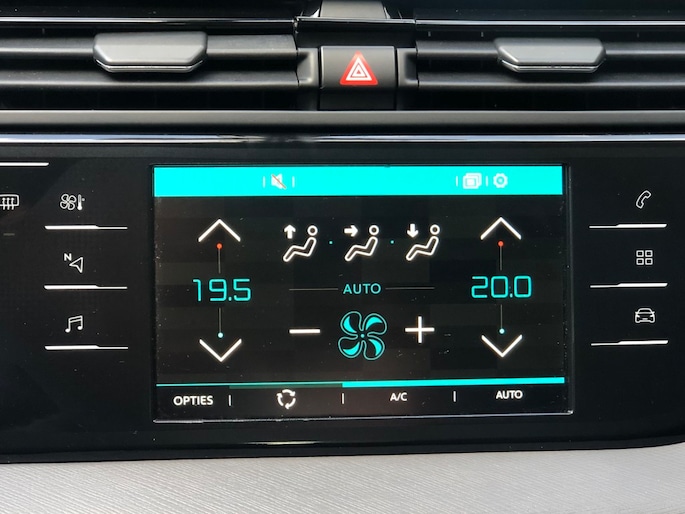 N
19.5
AUTO
20.0
OPTIES
A/C
AUTO